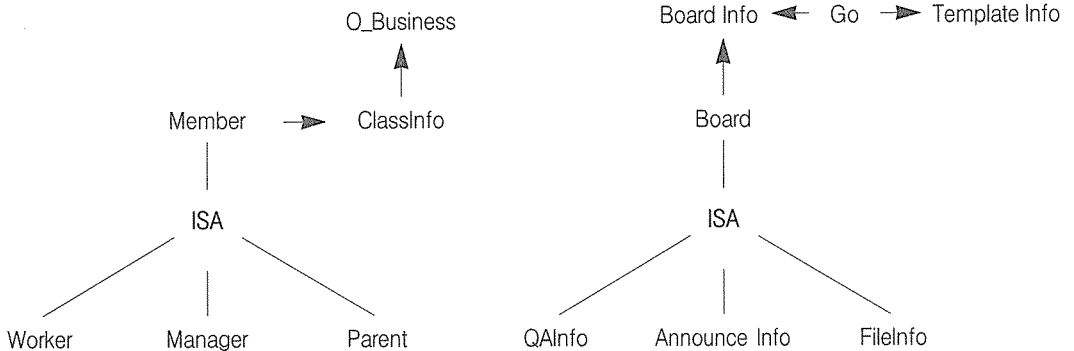 O_Business
Board Info Go Template Info
Member ClassInfo Board
ISA ISA
Worker Manager Parent QAInfo Announce Info FileInfo